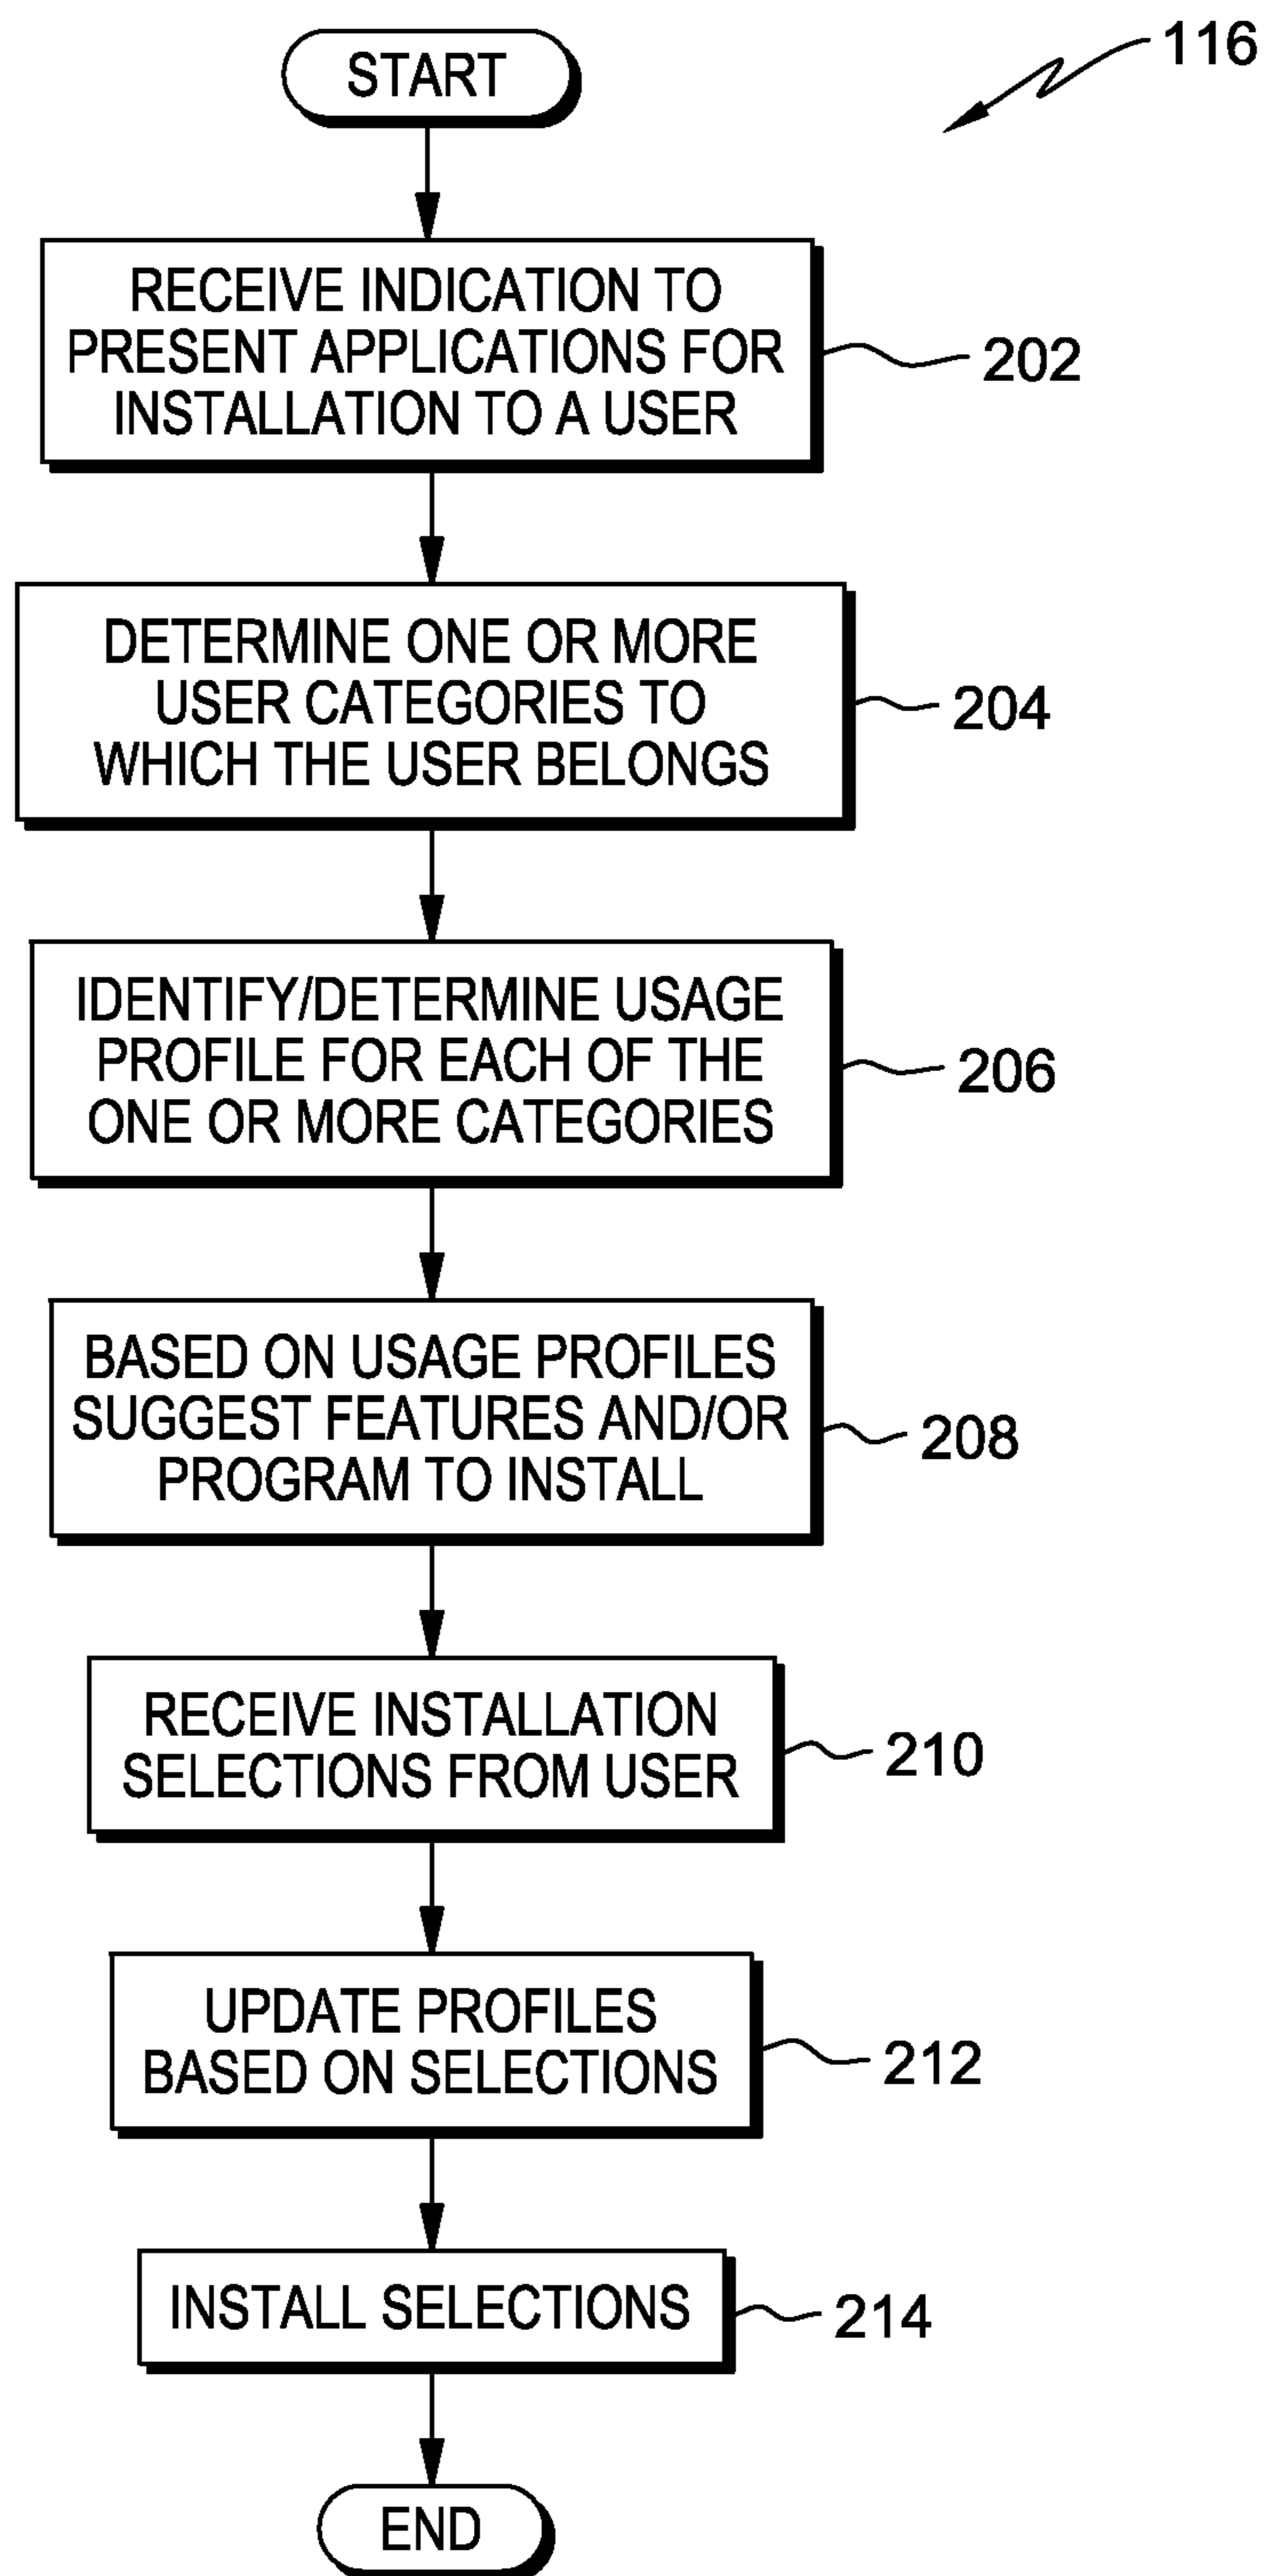 START
116
RECEIVE INDICATION TO
PRESENT APPLICATIONS FOR
INSTALLATION TO A USER
202
DETERMINE ONE OR MORE
USER CATEGORIES TO
WHICH THE USER BELONGS
204
IDENTIFY/DETERMINE USAGE
PROFILE FOR EACH OF THE
ONE OR MORE CATEGORIES
206
BASED ON USAGE PROFILES
SUGGEST FEATURES AND/OR
PROGRAM TO INSTALL
208
RECEIVE INSTALLATION
SELECTIONS FROM USER
210
UPDATE PROFILES
BASED ON SELECTIONS
212
INSTALL SELECTIONS
214
END